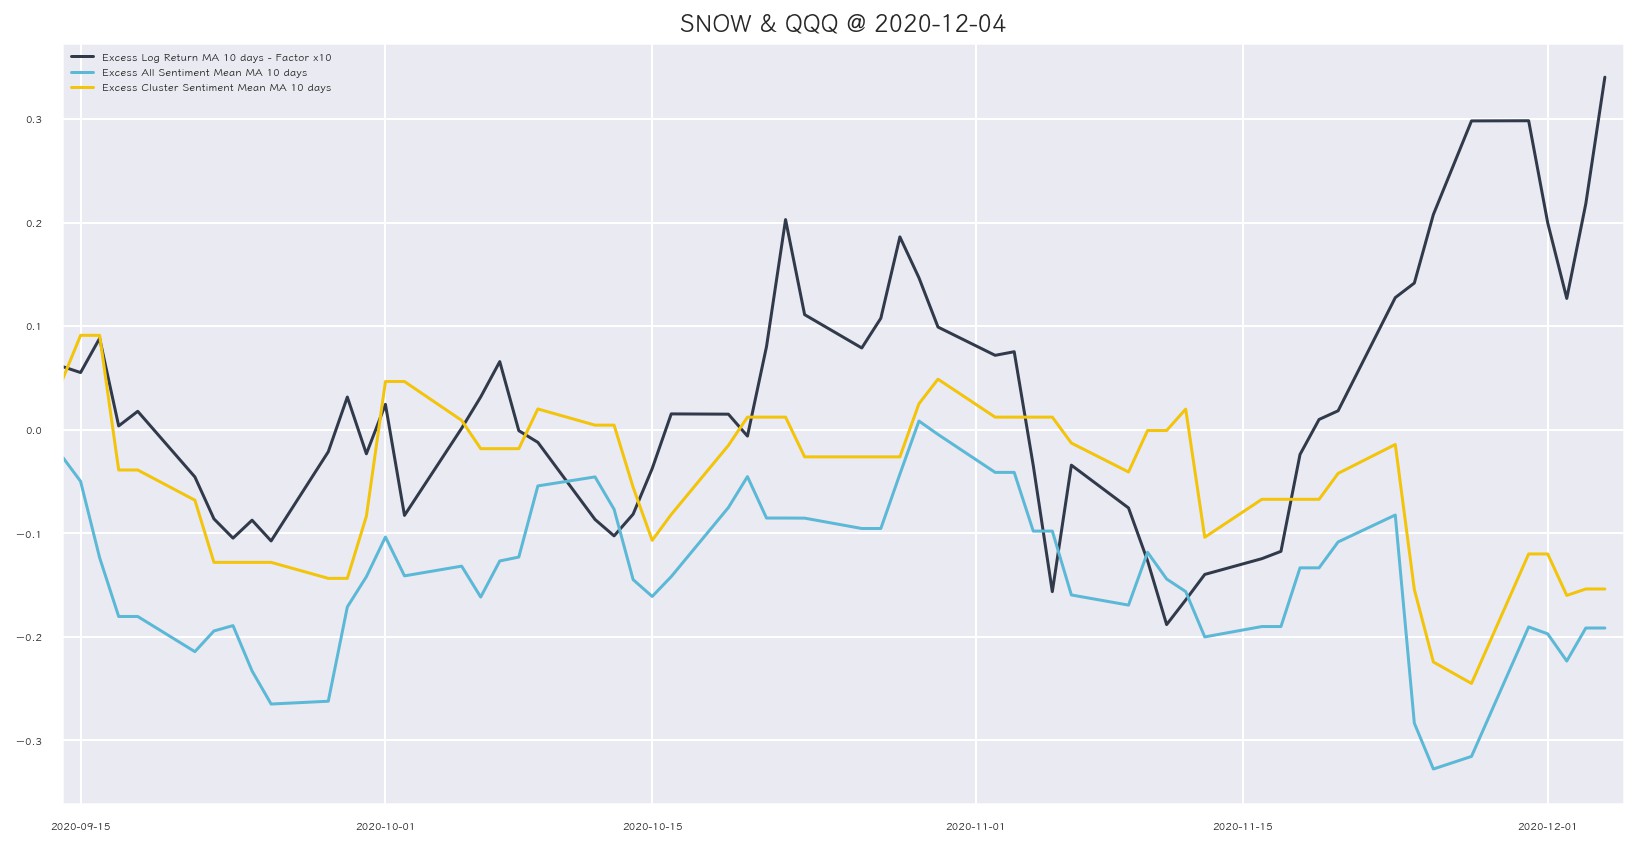 SNOW & QQQ @ 2020-12-04
Excess Log Return MA 10 days - Factor x10
Excess All Sentiment Mean MA 10 days
Excess Cluster Sentiment Mean MA 10 days
0.3
0.2
0.1
0.0
−0.1
−0.2
−0.3
2020-09-15 2020-10-01 2020-10-15 2020-11-01 2020-11-15 2020-12-01